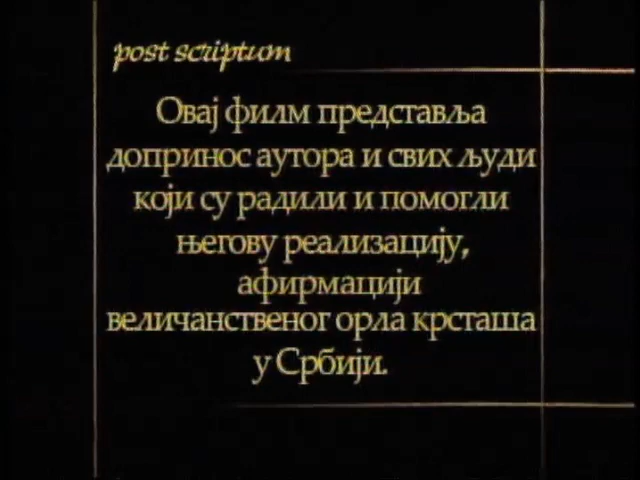 post scriptum
Овај филм представља
допринос аутора и свих људи
који су радили и помогли
његову реализацију,
афирмацији
величанственог орла крсташа
у Србији.